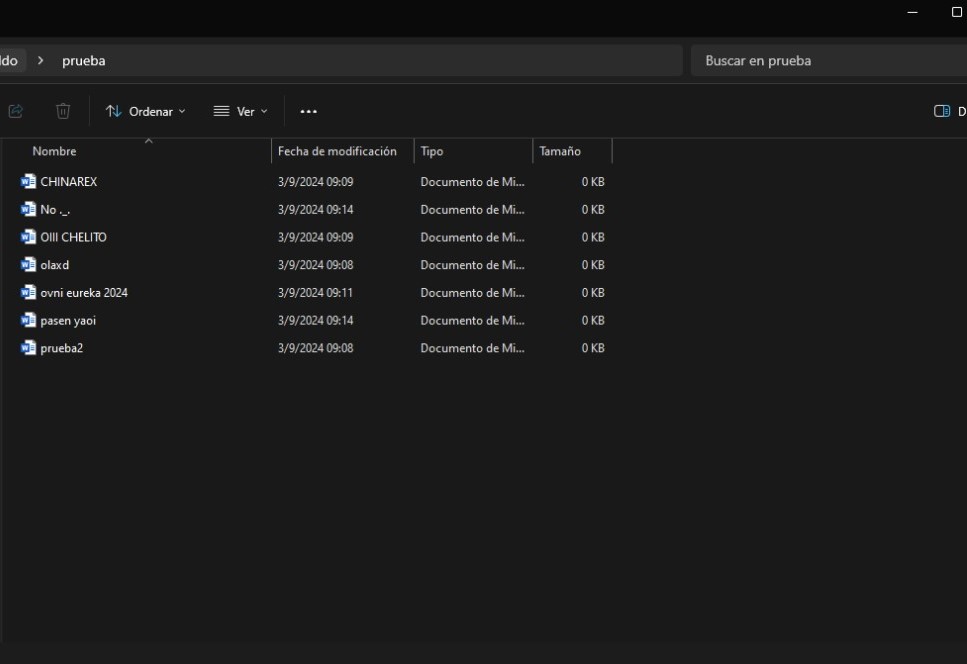 ldo > prueba Buscar en prueba
Ordenar Ver ... D
Nombre Fecha de modificación Tipo Tamaño
CHINAREX 3/9/2024 09:09 Documento de Mi... 0 KB
No ._. 3/9/2024 09:14 Documento de Mi... 0 KB
OIII CHELITO 3/9/2024 09:09 Documento de Mi... 0 KB
olaxd 3/9/2024 09:08 Documento de Mi... 0 KB
ovni eureka 2024 3/9/2024 09:11 Documento de Mi... 0 KB
pasen yaoi 3/9/2024 09:14 Documento de Mi... 0 KB
prueba2 3/9/2024 09:08 Documento de Mi... 0 KB